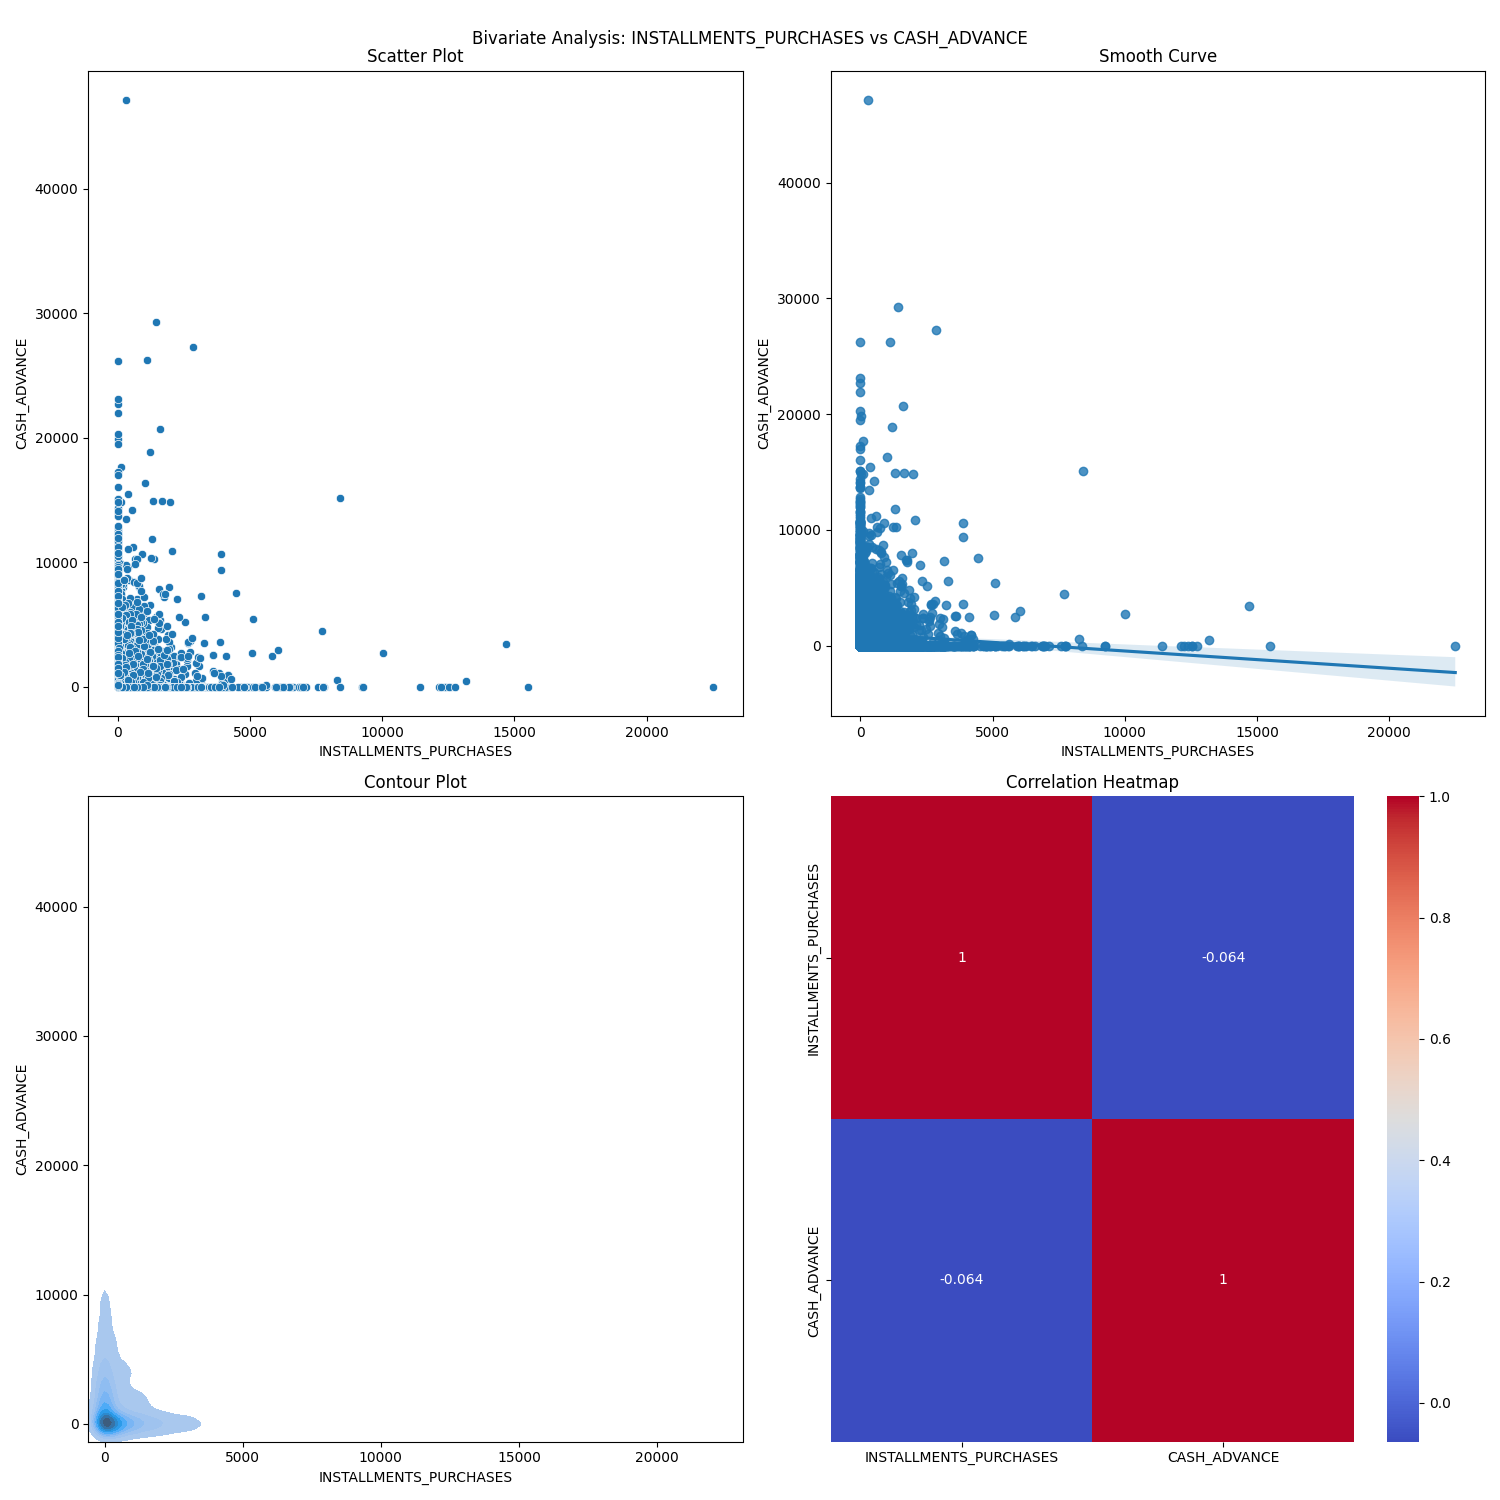 Bivariate Analysis: INSTALLMENTS_PURCHASES vs CASH_ADVANCE
Scatter Plot
CASH_ADVANCE
40000
30000
20000
10000
0
0 5000 10000 15000 20000
INSTALLMENTS_PURCHASES
Smooth Curve
CASH_ADVANCE
40000
30000
20000
10000
0
0 5000 10000 15000 20000
INSTALLMENTS_PURCHASES
Contour Plot
CASH_ADVANCE
40000
30000
20000
10000
0
0 5000 10000 15000 20000
INSTALLMENTS_PURCHASES
Correlation Heatmap
INSTALLMENTS_PURCHASES
1 -0.064
CASH_ADVANCE
-0.064 1
INSTALLMENTS_PURCHASES CASH_ADVANCE
1.0
0.8
0.6
0.4
0.2
0.0